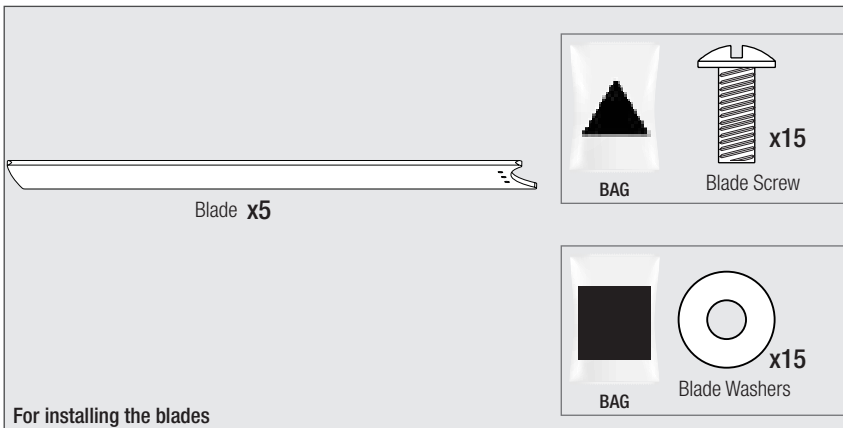 BAG
x15
Blade Screw
Blade x5
BAG
x15
Blade Washers
For installing the blades